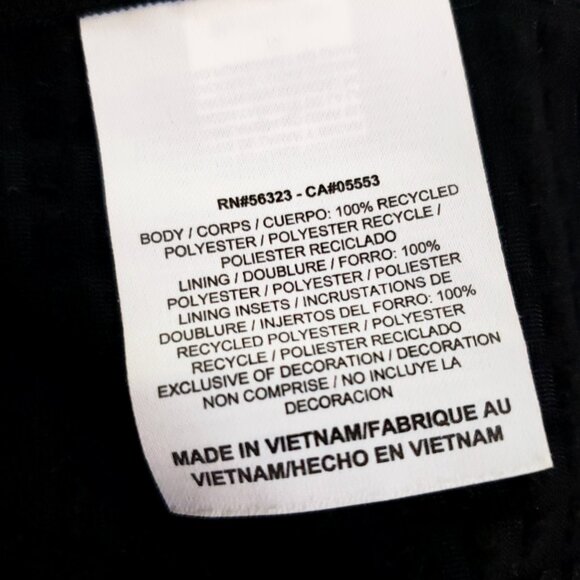 RN#56323 - CA#05553
BODY / CORPS / CUERPO: 100% RECYCLED
POLYESTER / POLYESTER RECYCLE /
POLIESTER RECICLADO
LINING / DOUBLURE / FORRO: 100%
POLYESTER / POLYESTER / POLIESTER
LINING INSETS / INCRUSTATIONS DE
DOUBLURE / INJERTOS DEL FORRO: 100%
RECYCLED POLYESTER / POLYESTER
RECYCLE / POLIESTER RECICLADO
EXCLUSIVE OF DECORATION / DECORATION
NON COMPRISE / NO INCLUYE LA
DECORACION
MADE IN VIETNAM/FABRIQUE AU
VIETNAM/HECHO EN VIETNAM